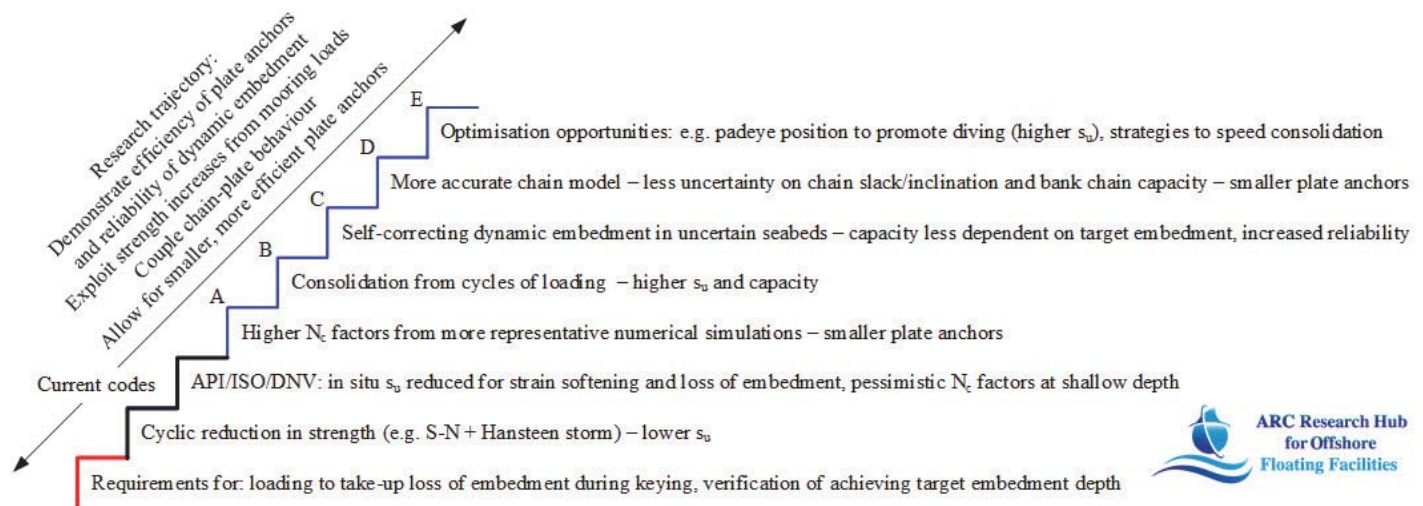 Research trajectory:
Demonstrate efficiency of plate anchors
and reliability of dynamic embedment
Exploit strength increases from mooring loads
Couple chain-plate behaviour
Allow for smaller, more efficient plate anchors
E
Optimisation opportunities: e.g. padeye position to promote diving (higher su), strategies to speed consolidation
D
More accurate chain model – less uncertainty on chain slack/inclination and bank chain capacity – smaller plate anchors
C
Self-correcting dynamic embedment in uncertain seabeds – capacity less dependent on target embedment, increased reliability
B
Consolidation from cycles of loading – higher su and capacity
A
Higher Nc factors from more representative numerical simulations – smaller plate anchors
Current codes
API/ISO/DNV: in situ su reduced for strain softening and loss of embedment, pessimistic Nc factors at shallow depth
Cyclic reduction in strength (e.g. S-N + Hansteen storm) – lower su
Requirements for: loading to take-up loss of embedment during keying, verification of achieving target embedment depth
ARC Research Hub
for Offshore
Floating Facilities